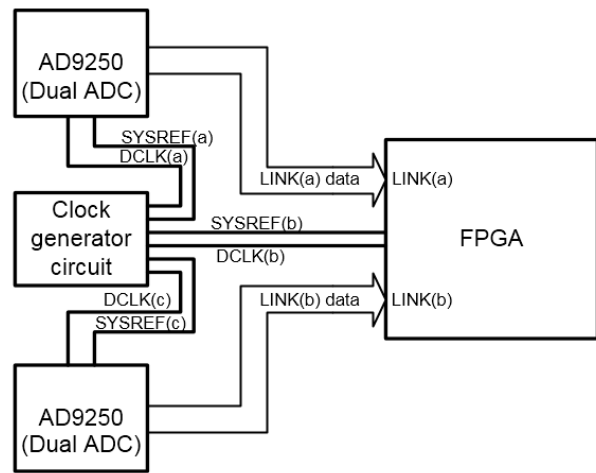 AD9250
(Dual ADC)
SYSREF(a)
DCLK(a)
LINK(a) data
LINK(a)
Clock
generator
circuit
SYSREF(b)
DCLK(b)
FPGA
DCLK(c)
SYSREF(c)
LINK(b) data
LINK(b)
AD9250
(Dual ADC)